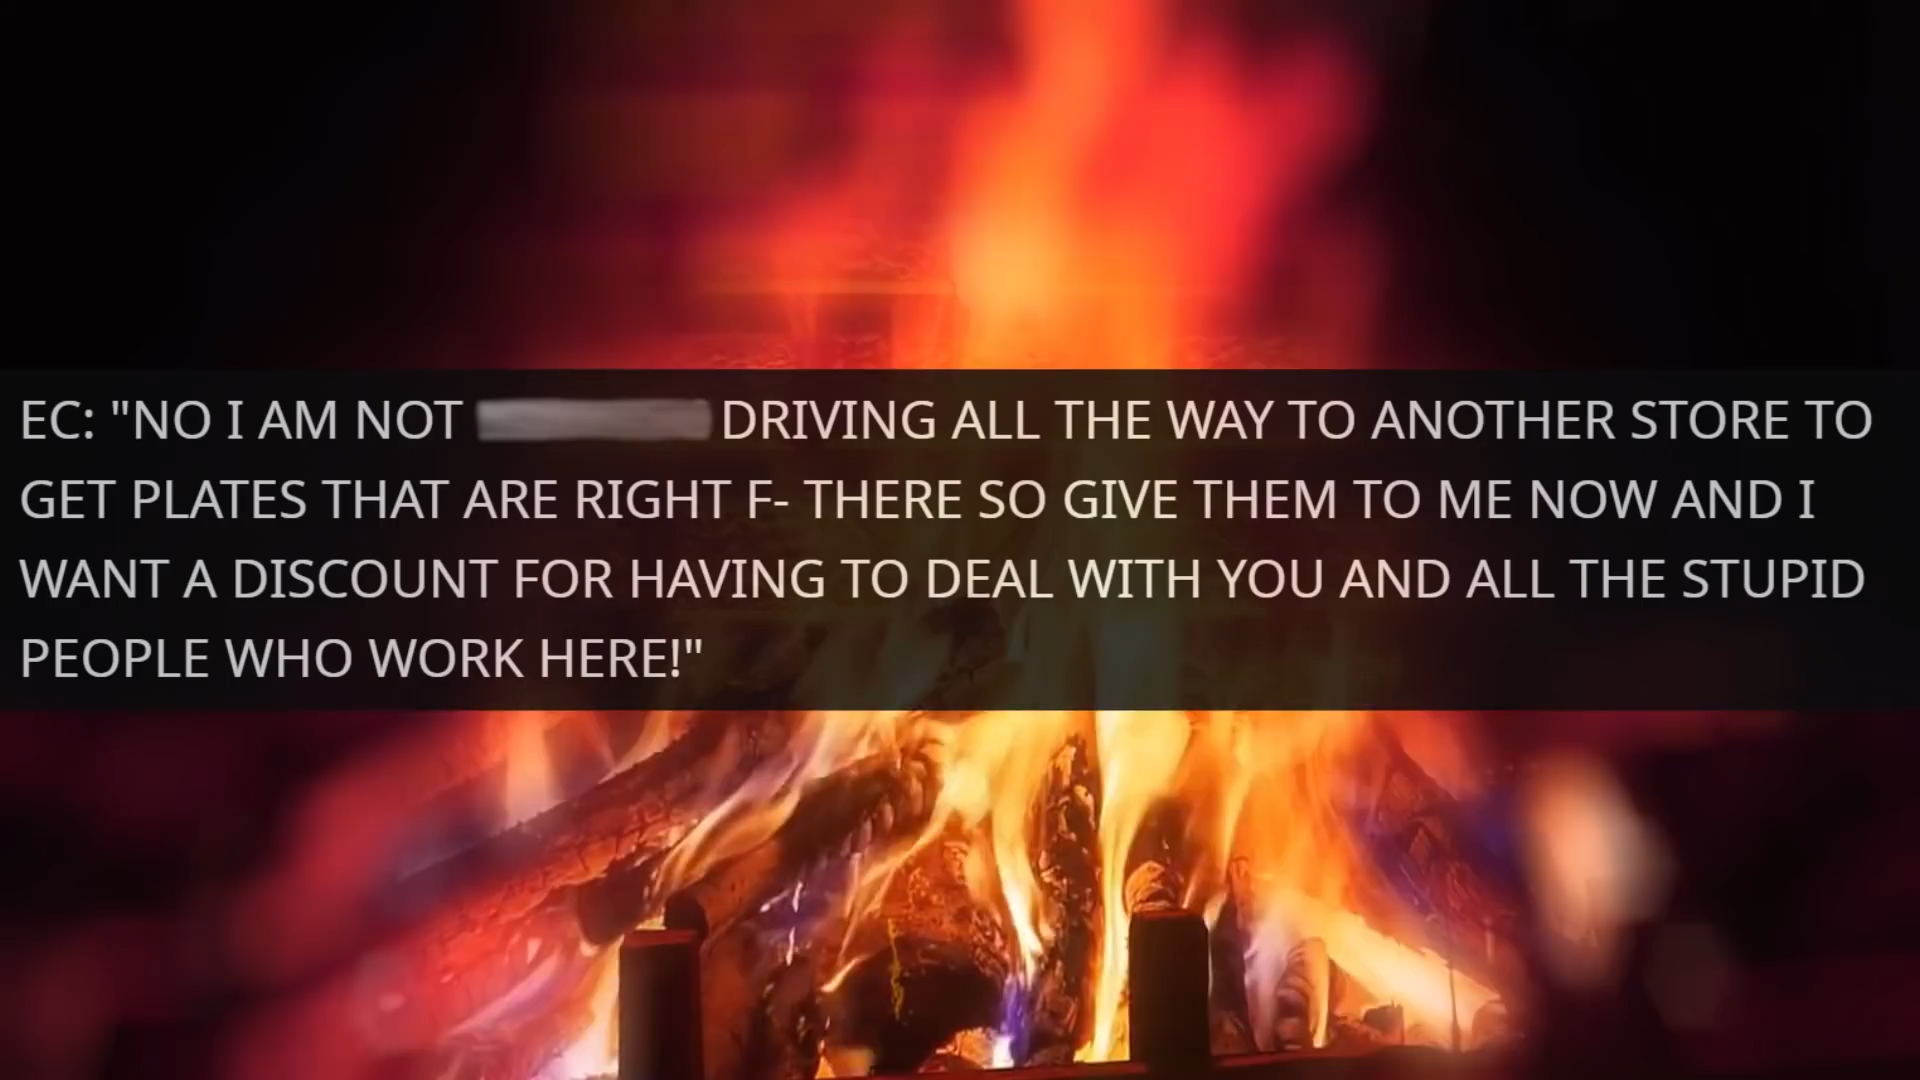 EC: "NO I AM NOT DRIVING ALL THE WAY TO ANOTHER STORE TO
GET PLATES THAT ARE RIGHT F- THERE SO GIVE THEM TO ME NOW AND I
WANT A DISCOUNT FOR HAVING TO DEAL WITH YOU AND ALL THE STUPID
PEOPLE WHO WORK HERE!"